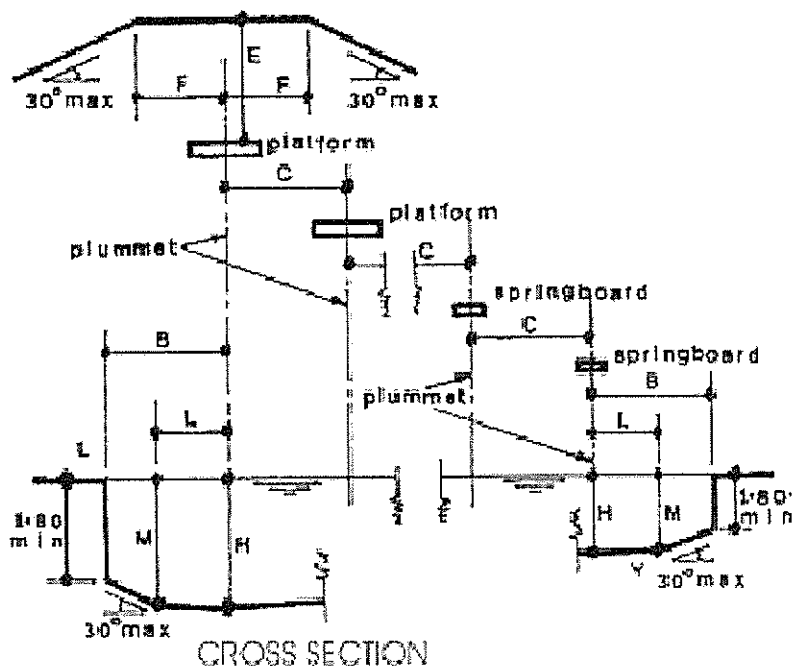 E
F F
30° max 30° max
platform
C
platform
plummet
C
springboard
C
B
springboard
B
plummet
L
L
L
1·80 min
M
H
H
M
1·80 min
Y
30° max
30° max
CROSS SECTION